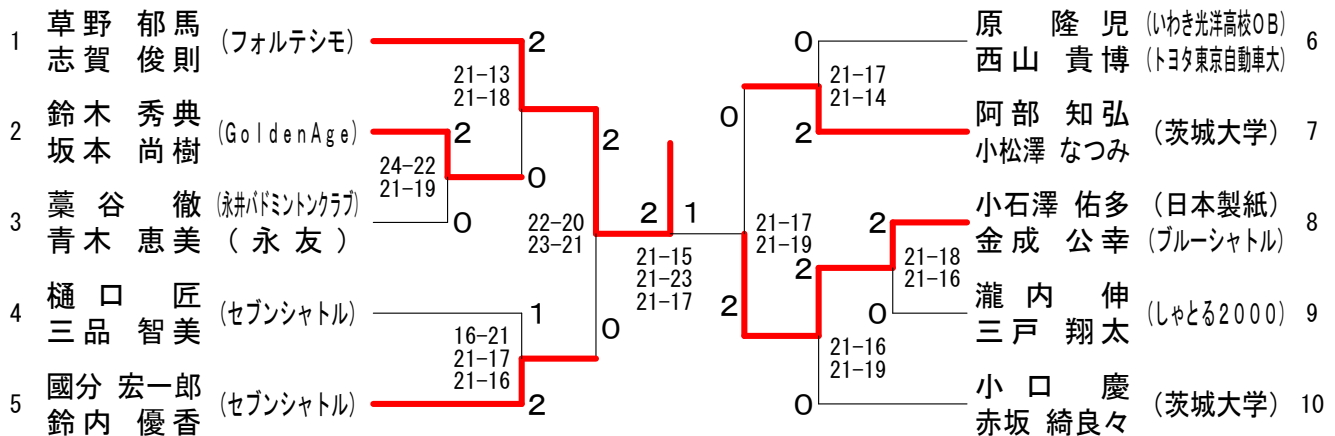 1 草野 郁馬 (フォルテシモ) 2
志賀 俊則
21-13
21-18
2 鈴木 秀典 (GoldenAge) 2
坂本 尚樹
24-22
21-19
0
3 藁谷 徹 (永井バドミントンクラブ) 0
青木 恵美 (永友)
2
22-20
23-21
4 樋口 匠 (セブンシャトル) 1
三品 智美
16-21
21-17
21-16
0
5 國分 宏一郎 (セブンシャトル) 2
鈴内 優香
2 1
21-15
21-23
21-17
0 原 隆児 (いわき光洋高校OB) 6
西山 貴博 (トヨタ東京自動車大)
21-17
21-14
0
2 阿部 知弘 (茨城大学) 7
小松澤 なつみ
21-17
21-19
2 小石澤 佑多 (日本製紙) 8
金成 公幸 (ブルーシャトル)
2
21-18
21-16
2
0 瀧内 伸 (しゃとる2000) 9
三戸 翔太
21-16
21-19
0 小口 慶 (茨城大学) 10
赤坂 綺良々